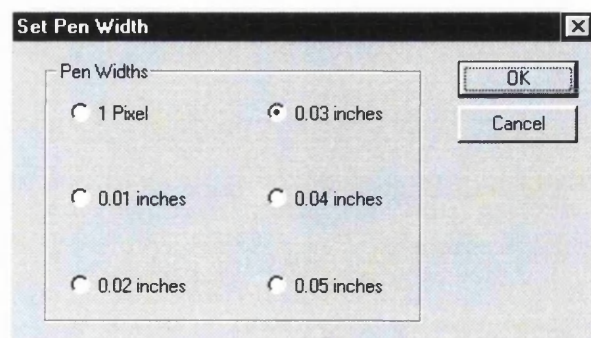 Set Pen Width
Pen Widths
OK
1 Pixel
0.03 inches
Cancel
0.01 inches
0.04 inches
0.02 inches
0.05 inches